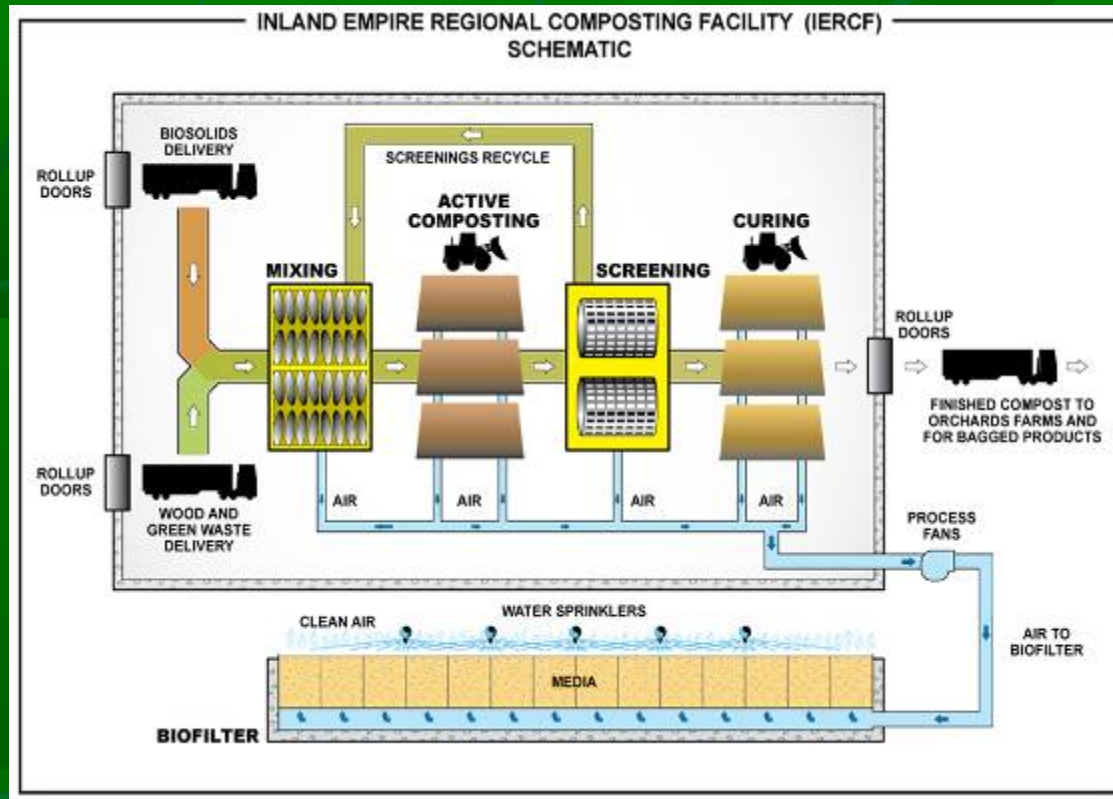 INLAND EMPIRE REGIONAL COMPOSTING FACILITY (IERCF)
SCHEMATIC
BIOSOLIDS
DELIVERY
ROLLUP
DOORS
SCREENINGS RECYCLE
ACTIVE
COMPOSTING
CURING
MIXING
SCREENING
ROLLUP
DOORS
FINISHED COMPOST TO
ORCHARDS FARMS AND
FOR BAGGED PRODUCTS
ROLLUP
DOORS
WOOD AND
GREEN WASTE
DELIVERY
AIR
AIR
AIR
AIR
PROCESS
FANS
CLEAN AIR
WATER SPRINKLERS
AIR TO
BIOFILTER
MEDIA
BIOFILTER